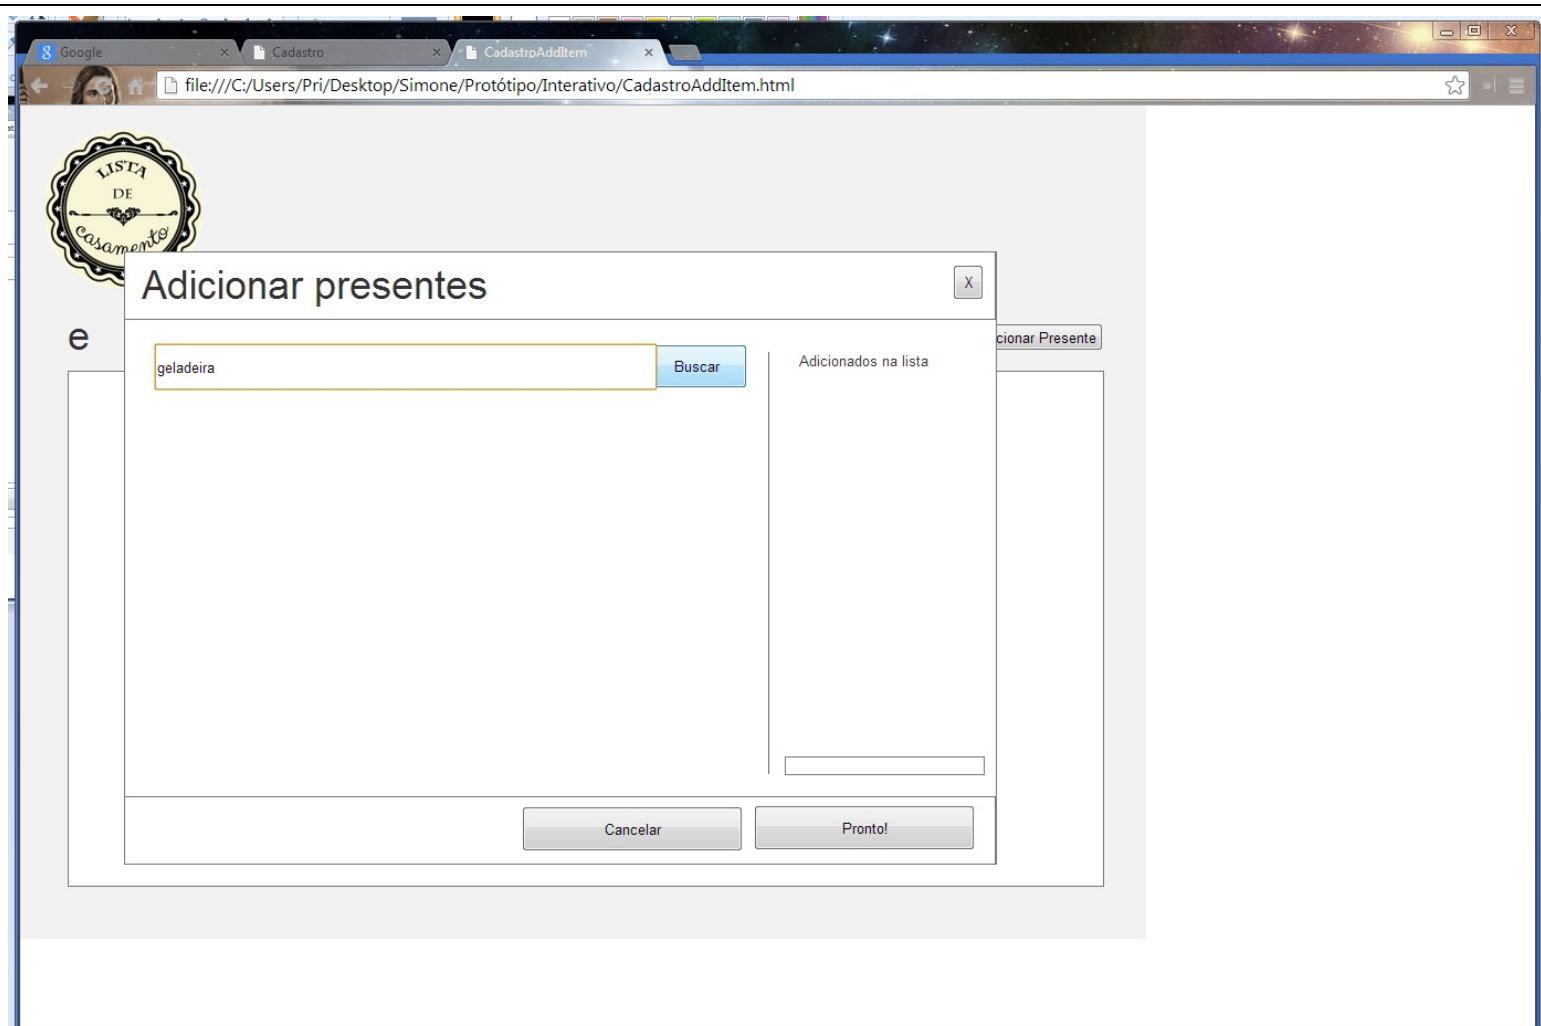 Google
Cadastro
CadastroAddItem
file:///C:/Users/Pri/Desktop/Simone/Protótipo/Interativo/CadastroAddItem.html
LISTA
DE
casamento
Adicionar presentes
X
e
cionar Presente
geladeira
Buscar
Adicionados na lista
Cancelar
Pronto!